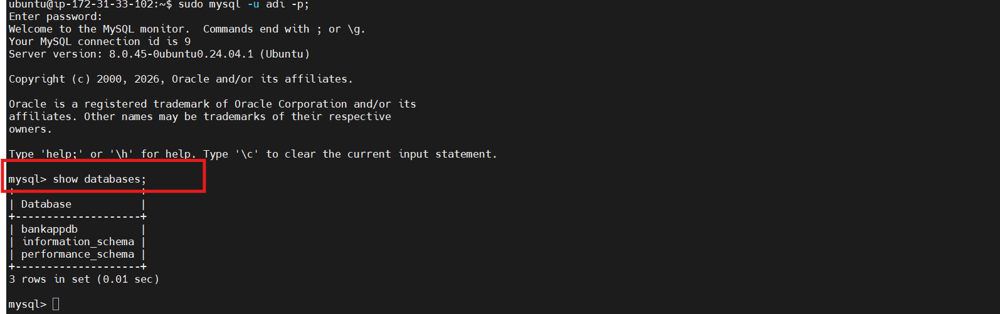 ubuntu@ip-172-31-33-102:~$ sudo mysql -u adi -p;
Enter password:
Welcome to the MySQL monitor.  Commands end with ; or \g.
Your MySQL connection id is 9
Server version: 8.0.45-0ubuntu0.24.04.1 (Ubuntu)

Copyright (c) 2000, 2026, Oracle and/or its affiliates.

Oracle is a registered trademark of Oracle Corporation and/or its
affiliates. Other names may be trademarks of their respective
owners.

Type 'help;' or '\h' for help. Type '\c' to clear the current input statement.

mysql> show databases;
| Database           |
+--------------------+
| bankappdb          |
| information_schema |
| performance_schema |
+--------------------+
3 rows in set (0.01 sec)

mysql>